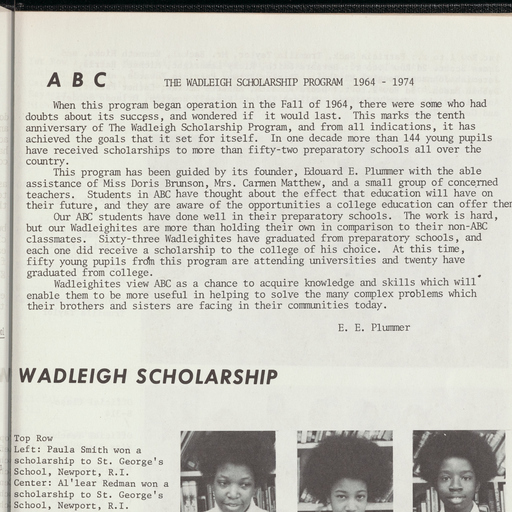 A B C THE WADLEIGH SCHOLARSHIP PROGRAM 1964 - 1974
When this program began operation in the Fall of 1964, there were some who had
doubts about its success, and wondered if it would last. This marks the tenth
anniversary of The Wadleigh Scholarship Program, and from all indications, it has
achieved the goals that it set for itself. In one decade more than 144 young pupils
have received scholarships to more than fifty-two preparatory schools all over the
country.
This program has been guided by its founder, Edouard E. Plummer with the able
assistance of Miss Doris Brunson, Mrs. Carmen Matthew, and a small group of concerned
teachers. Students in ABC have thought about the effect that education will have on
their future, and they are aware of the opportunities a college education can offer them
Our ABC students have done well in their preparatory schools. The work is hard,
but our Wadleighites are more than holding their own in comparison to their non-ABC
classmates. Sixty-three Wadleighites have graduated from preparatory schools, and
each one did receive a scholarship to the college of his choice. At this time,
fifty young pupils from this program are attending universities and twenty have
graduated from college.
Wadleighites view ABC as a chance to acquire knowledge and skills which will
enable them to be more useful in helping to solve the many complex problems which
their brothers and sisters are facing in their communities today.
E. E. Plummer
WADLEIGH SCHOLARSHIP
Top Row
Left: Paula Smith won a
scholarship to St. George's
School, Newport, R.I.
Center: Al'lear Redman won a
scholarship to St. George's
School, Newport, R.I.